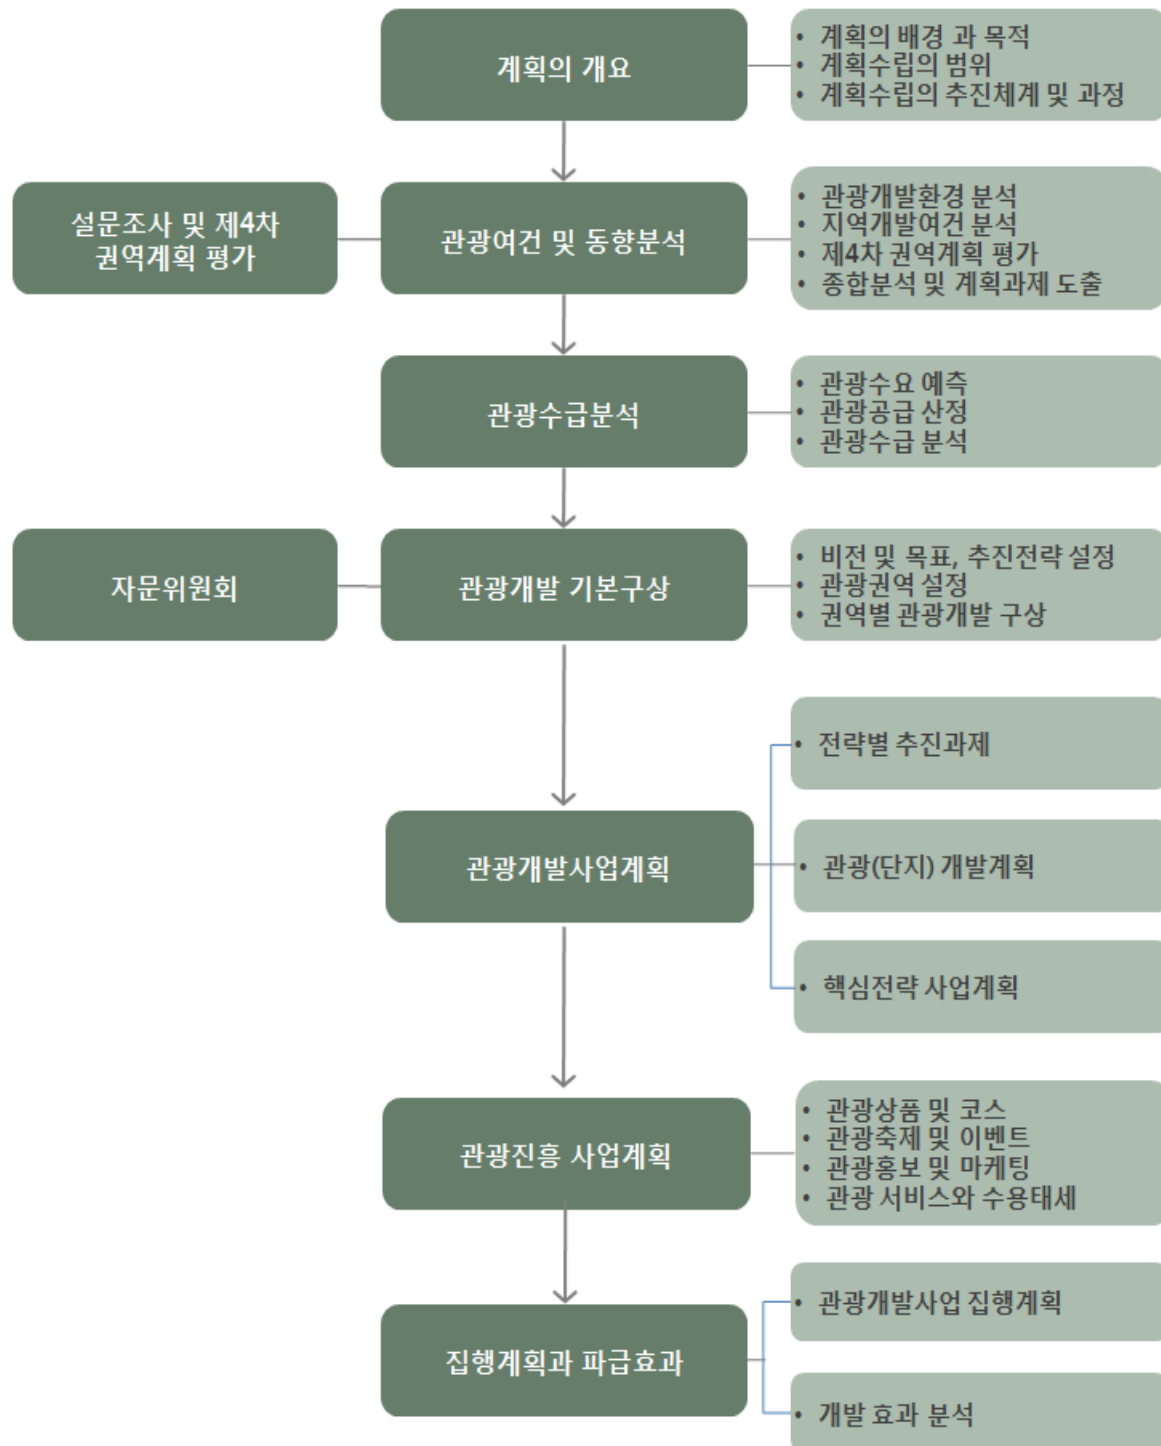 계획의 개요
• 계획의 배경 과 목적
• 계획수립의 범위
• 계획수립의 추진체계 및 과정
설문조사 및 제4차
권역계획 평가
관광여건 및 동향분석
• 관광개발환경 분석
• 지역개발여건 분석
• 제4차 권역계획 평가
• 종합분석 및 계획과제 도출
관광수급분석
• 관광수요 예측
• 관광공급 산정
• 관광수급 분석
자문위원회
관광개발 기본구상
• 비전 및 목표, 추진전략 설정
• 관광권역 설정
• 권역별 관광개발 구상
관광개발사업계획
• 전략별 추진과제
• 관광(단지) 개발계획
• 핵심전략 사업계획
관광진흥 사업계획
• 관광상품 및 코스
• 관광축제 및 이벤트
• 관광홍보 및 마케팅
• 관광 서비스와 수용태세
집행계획과 파급효과
• 관광개발사업 집행계획
• 개발 효과 분석